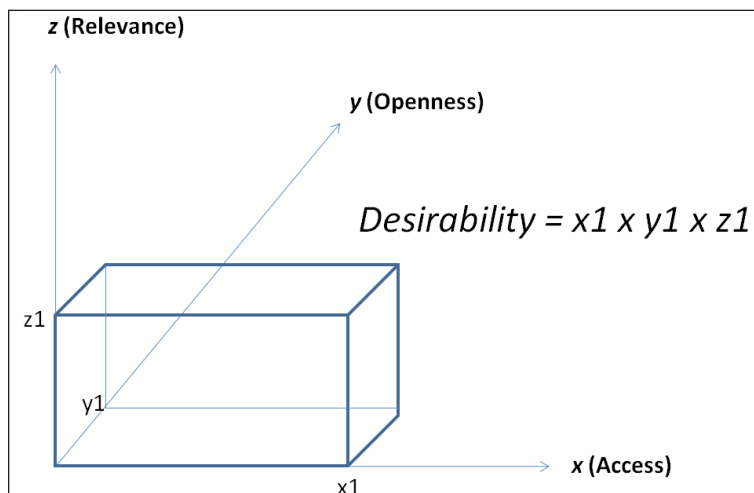 z (Relevance)
y (Openness)
Desirability = x1 x y1 x z1
z1
y1
x (Access)
x1